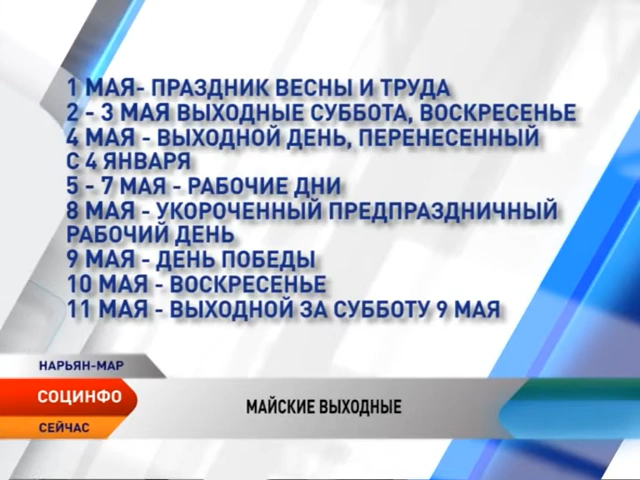 1 МАЯ- ПРАЗДНИК ВЕСНЫ И ТРУДА
2 - 3 МАЯ ВЫХОДНЫЕ СУББОТА, ВОСКРЕСЕНЬЕ
4 МАЯ - ВЫХОДНОЙ ДЕНЬ, ПЕРЕНЕСЕННЫЙ
С 4 ЯНВАРЯ
5 - 7 МАЯ - РАБОЧИЕ ДНИ
8 МАЯ - УКОРОЧЕННЫЙ ПРЕДПРАЗДНИЧНЫЙ
РАБОЧИЙ ДЕНЬ
9 МАЯ - ДЕНЬ ПОБЕДЫ
10 МАЯ - ВОСКРЕСЕНЬЕ
11 МАЯ - ВЫХОДНОЙ ЗА СУББОТУ 9 МАЯ
НАРЬЯН-МАР
СОЦИНФО
СЕЙЧАС
МАЙСКИЕ ВЫХОДНЫЕ